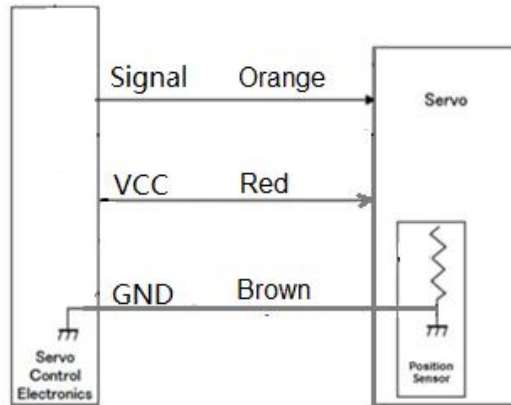 Signal Orange
Servo
VCC Red
GND Brown
Servo
Control
Electronics
Position
Sensor